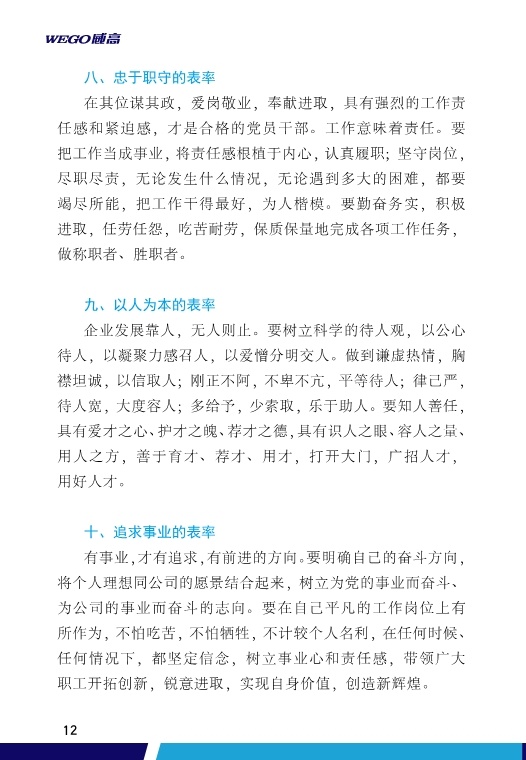 WEGO威高
八、忠于职守的表率
在其位谋其政，爱岗敬业，奉献进取，具有强烈的工作责
任感和紧迫感，才是合格的党员干部。工作意味着责任。要
把工作当成事业，将责任感根植于内心，认真履职；坚守岗位，
尽职尽责，无论发生什么情况，无论遇到多大的困难，都要
竭尽所能，把工作干得最好，为人楷模。要勤奋务实，积极
进取，任劳任怨，吃苦耐劳，保质保量地完成各项工作任务，
做称职者、胜职者。
九、以人为本的表率
企业发展靠人，无人则止。要树立科学的待人观，以公心
待人，以凝聚力感召人，以爱憎分明交人。做到谦虚热情，胸
襟坦诚，以信取人；刚正不阿，不卑不亢，平等待人；律己严，
待人宽，大度容人；多给予，少索取，乐于助人。要知人善任，
具有爱才之心、护才之魄、荐才之德，具有识人之眼、容人之量、
用人之方，善于育才、荐才、用才，打开大门，广招人才，
用好人才。
十、追求事业的表率
有事业，才有追求，有前进的方向。要明确自己的奋斗方向，
将个人理想同公司的愿景结合起来，树立为党的事业而奋斗、
为公司的事业而奋斗的志向。要在自己平凡的工作岗位上有
所作为，不怕吃苦，不怕牺牲，不计较个人名利，在任何时候、
任何情况下，都坚定信念，树立事业心和责任感，带领广大
职工开拓创新，锐意进取，实现自身价值，创造新辉煌。
12